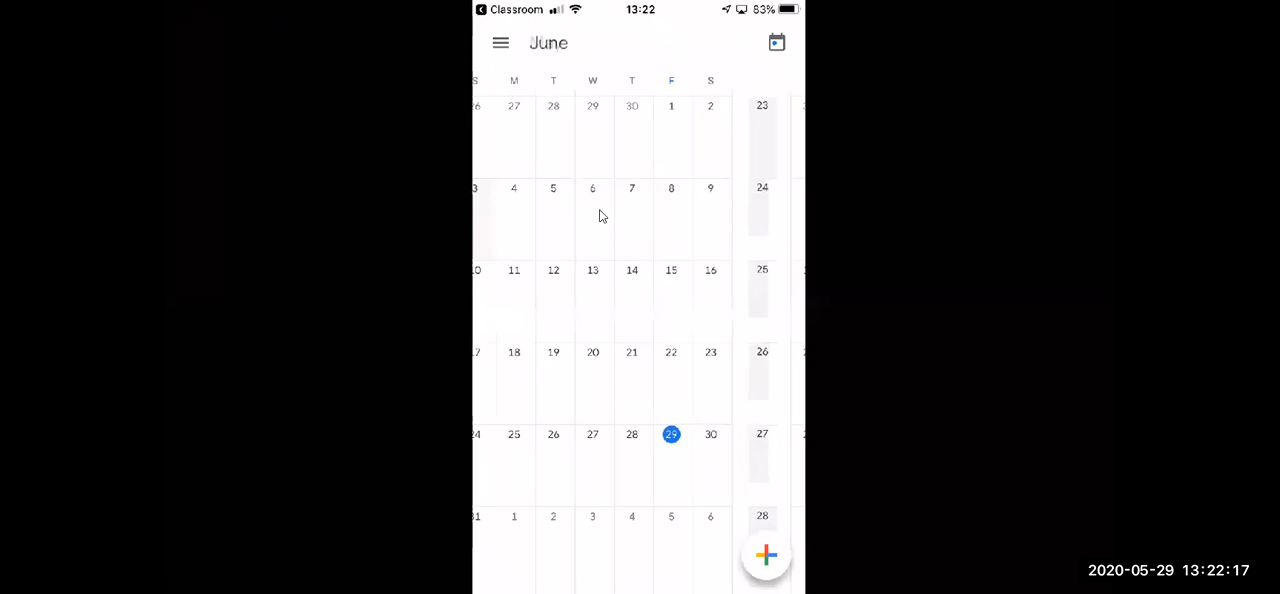 Classroom 13:22 83%
June
S M T W T F S
26 27 28 29 30 1 2 23
3 4 5 6 7 8 9 24
10 11 12 13 14 15 16 25
17 18 19 20 21 22 23 26
24 25 26 27 28 29 30 27
31 1 2 3 4 5 6 28
2020-05-29 13:22:17